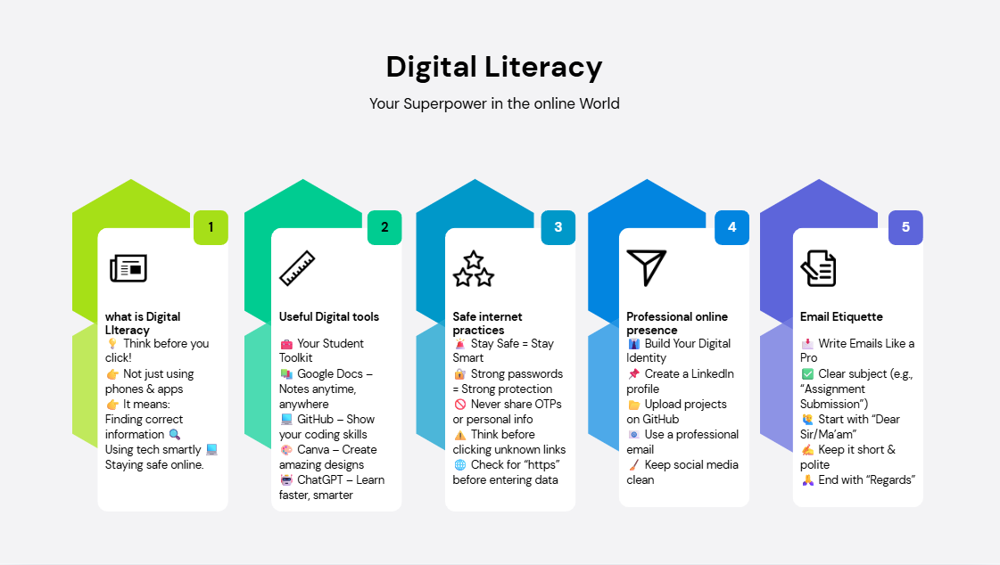 Digital Literacy
Your Superpower in the online World
1
what is Digital
LIteracy
💡 Think before you
click!
👉 Not just using
phones & apps
👉 It means:
Finding correct
information 🔍
Using tech smartly 💻
Staying safe online.
2
Useful Digital tools
🧰 Your Student
Toolkit
📚 Google Docs –
Notes anytime,
anywhere
💻 GitHub – Show
your coding skills
🎨 Canva – Create
amazing designs
🤖 ChatGPT – Learn
faster, smarter
3
Safe internet
practices
🚨 Stay Safe = Stay
Smart
🔐 Strong passwords
= Strong protection
🚫 Never share OTPs
or personal info
⚠️ Think before
clicking unknown links
🌐 Check for “https”
before entering data
4
Professional online
presence
👔 Build Your Digital
Identity
📌 Create a LinkedIn
profile
📁 Upload projects
on GitHub
📧 Use a professional
email
🧹 Keep social media
clean
5
Email Etiquette
📩 Write Emails Like a
Pro
✅ Clear subject (e.g.,
“Assignment
Submission”)
🙋 Start with “Dear
Sir/Ma’am”
✍️ Keep it short &
polite
🙏 End with “Regards”